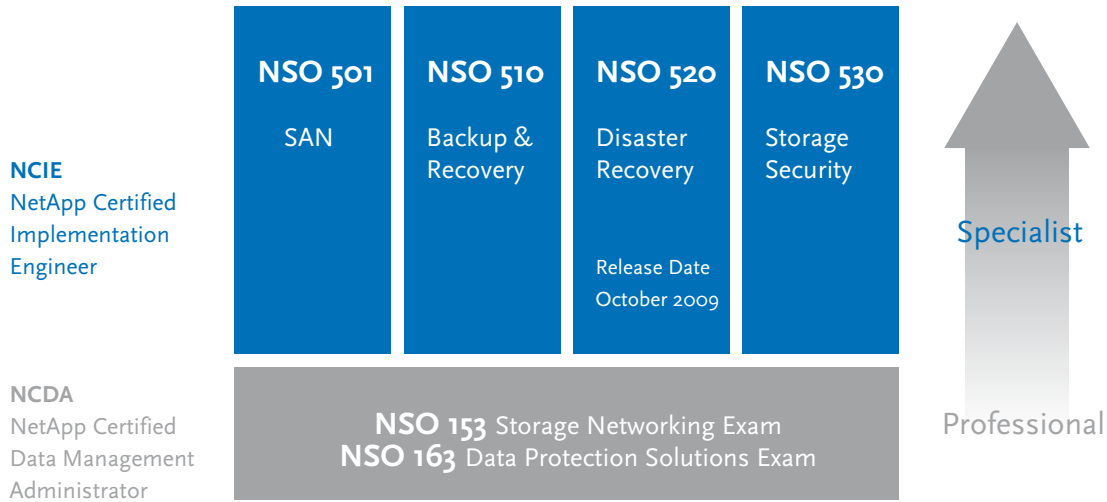 NSO 501
SAN
NSO 510
Backup &
Recovery
NSO 520
Disaster
Recovery
Release Date
October 2009
NSO 530
Storage
Security
NCIE
NetApp Certified
Implementation
Engineer
Specialist
NCDA
NetApp Certified
Data Management
Administrator
NSO 153 Storage Networking Exam
NSO 163 Data Protection Solutions Exam
Professional